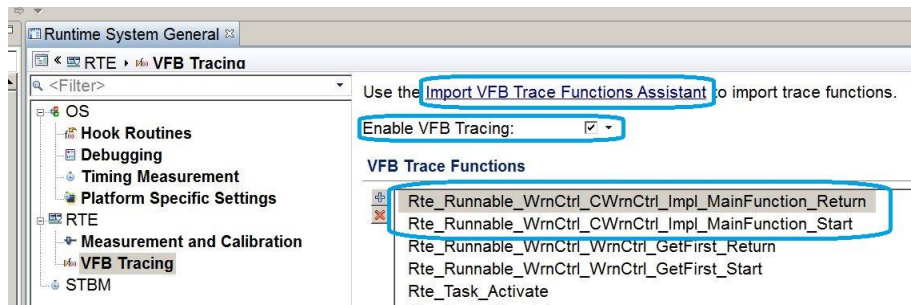 Runtime System General
RTE VFB Tracing
<Filter>
OS
Hook Routines
Debugging
Timing Measurement
Platform Specific Settings
RTE
Measurement and Calibration
VFB Tracing
STBM
Use the Import VFB Trace Functions Assistant to import trace functions.
Enable VFB Tracing:
VFB Trace Functions
Rte_Runnable_WrnCtrl_CWrnCtrl_Impl_MainFunction_Return
Rte_Runnable_WrnCtrl_CWrnCtrl_Impl_MainFunction_Start
Rte_Runnable_WrnCtrl_WrnCtrl_GetFirst_Return
Rte_Runnable_WrnCtrl_WrnCtrl_GetFirst_Start
Rte_Task_Activate